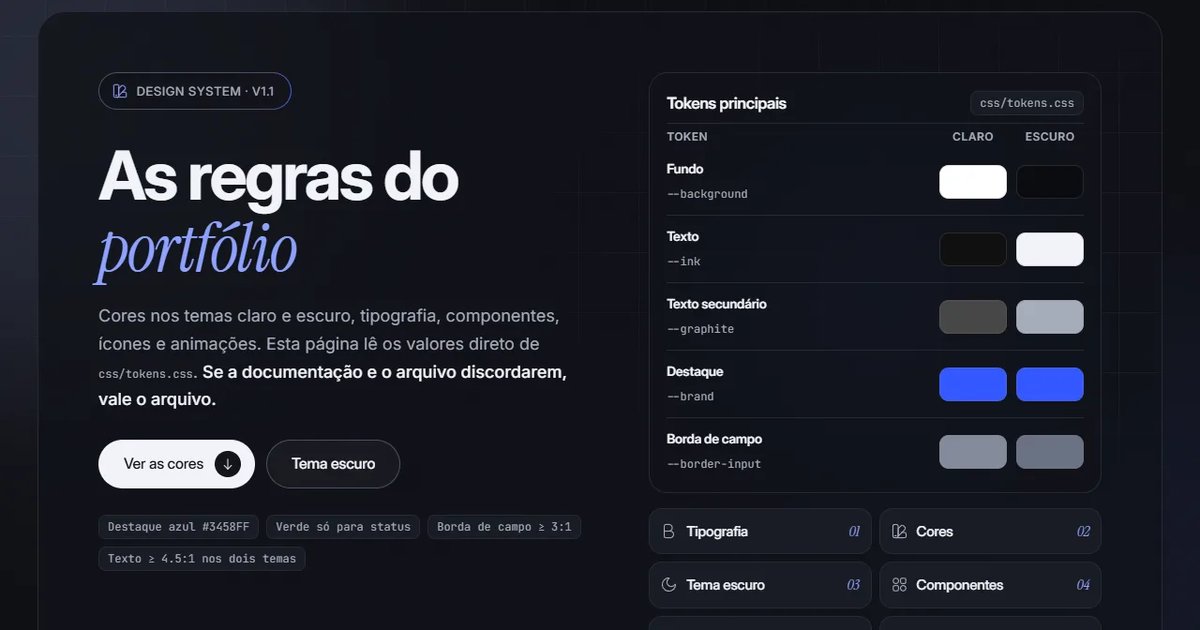 DESIGN SYSTEM · V1.1
As regras do
portfólio
Cores nos temas claro e escuro, tipografia, componentes,
ícones e animações. Esta página lê os valores direto de
css/tokens.css. Se a documentação e o arquivo discordarem,
vale o arquivo.
Ver as cores
Tema escuro
Destaque azul #3458FF
Verde só para status
Borda de campo ≥ 3:1
Texto ≥ 4.5:1 nos dois temas
Tokens principais
css/tokens.css
TOKEN CLARO ESCURO
Fundo
--background
Texto
--ink
Texto secundário
--graphite
Destaque
--brand
Borda de campo
--border-input
Tipografia 01
Cores 02
Tema escuro 03
Componentes 04